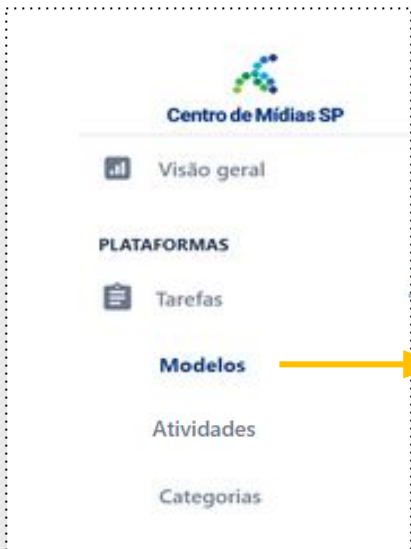 Centro de Mídias SP
Visão geral
PLATAFORMAS
Tarefas
Modelos
Atividades
Categorias